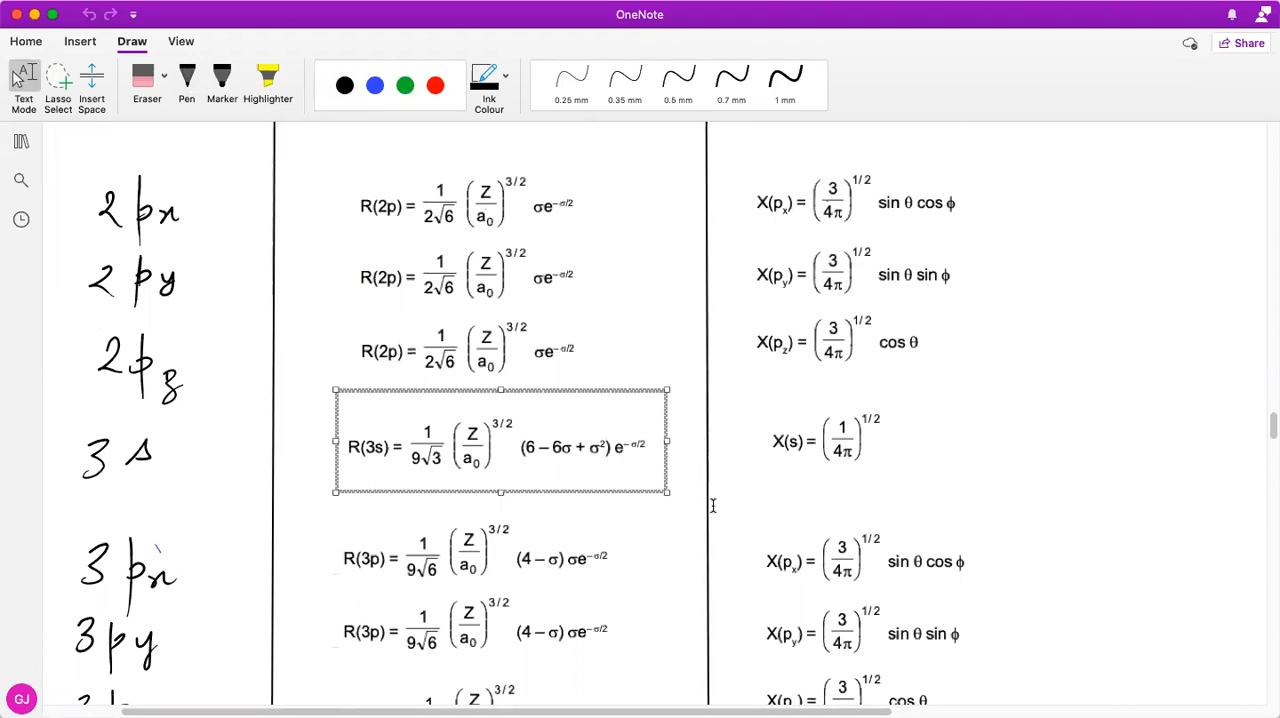 OneNote
Home Insert Draw View
Share
Text Mode
Lasso Select
Insert Space
Eraser
Pen
Marker
Highlighter
Ink Colour
0.25 mm
0.35 mm
0.5 mm
0.7 mm
1 mm
2px R(2p) = 1/2√6 (Z/a₀)^3/2 σe^–σ/2 X(pₓ) = (3/4π)^1/2 sin θ cos ϕ
2py R(2p) = 1/2√6 (Z/a₀)^3/2 σe^–σ/2 X(p_y) = (3/4π)^1/2 sin θ sin ϕ
2pz R(2p) = 1/2√6 (Z/a₀)^3/2 σe^–σ/2 X(p_z) = (3/4π)^1/2 cos θ
3s R(3s) = 1/9√3 (Z/a₀)^3/2 (6 – 6σ + σ²) e^–σ/2 X(s) = (1/4π)^1/2
3px R(3p) = 1/9√6 (Z/a₀)^3/2 (4 – σ) σe^–σ/2 X(pₓ) = (3/4π)^1/2 sin θ cos ϕ
3py R(3p) = 1/9√6 (Z/a₀)^3/2 (4 – σ) σe^–σ/2 X(p_y) = (3/4π)^1/2 sin θ sin ϕ
GJ